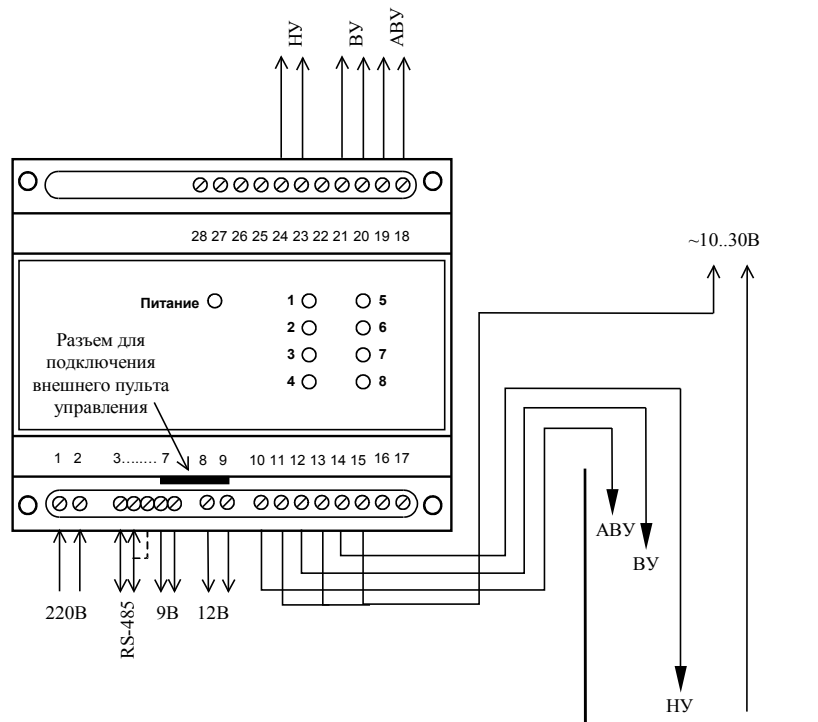 НУ ВУ АВУ
28 27 26 25 24 23 22 21 20 19 18
~10..30В
Питание 1 5
2 6
3 7
4 8
Разъем для
подключения
внешнего пульта
управления
1 2 3......... 7 8 9 10 11 12 13 14 15 16 17
АВУ
ВУ
220В RS-485 9В 12В
НУ